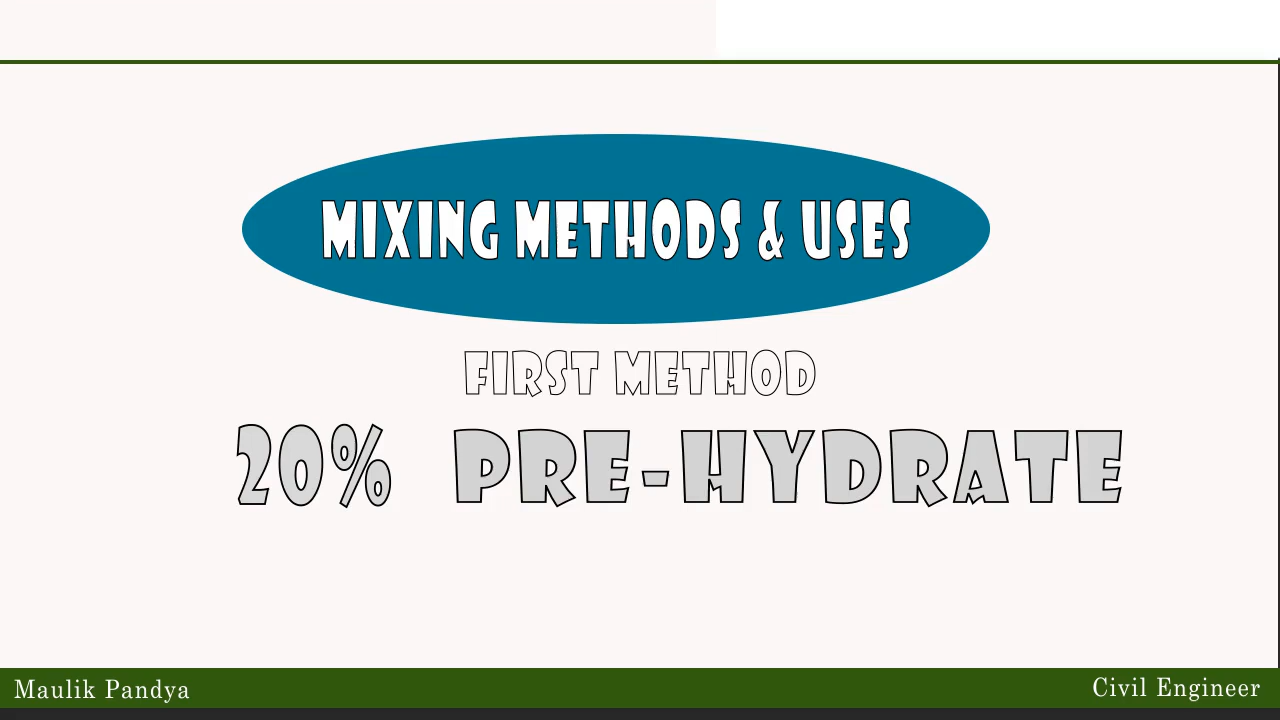 MIXING METHODS & USES
FIRST METHOD
20% PRE-HYDRATE
Maulik Pandya
Civil Engineer